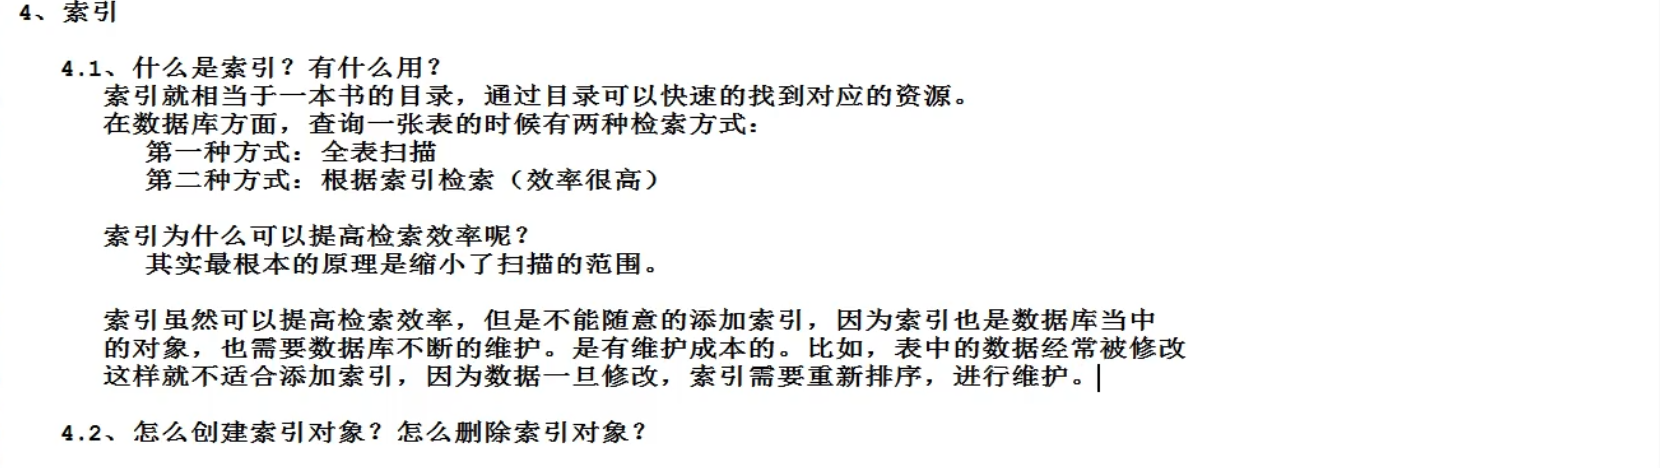 4、索引
4.1、什么是索引？有什么用？
索引就相当于一本书的目录，通过目录可以快速的找到对应的资源。
在数据库方面，查询一张表的时候有两种检索方式：
第一种方式：全表扫描
第二种方式：根据索引检索（效率很高）
索引为什么可以提高检索效率呢？
其实最根本的原理是缩小了扫描的范围。
索引虽然可以提高检索效率，但是不能随意的添加索引，因为索引也是数据库当中
的对象，也需要数据库不断的维护。是有维护成本的。比如，表中的数据经常被修改
这样就不适合添加索引，因为数据一旦修改，索引需要重新排序，进行维护。
4.2、怎么创建索引对象？怎么删除索引对象？